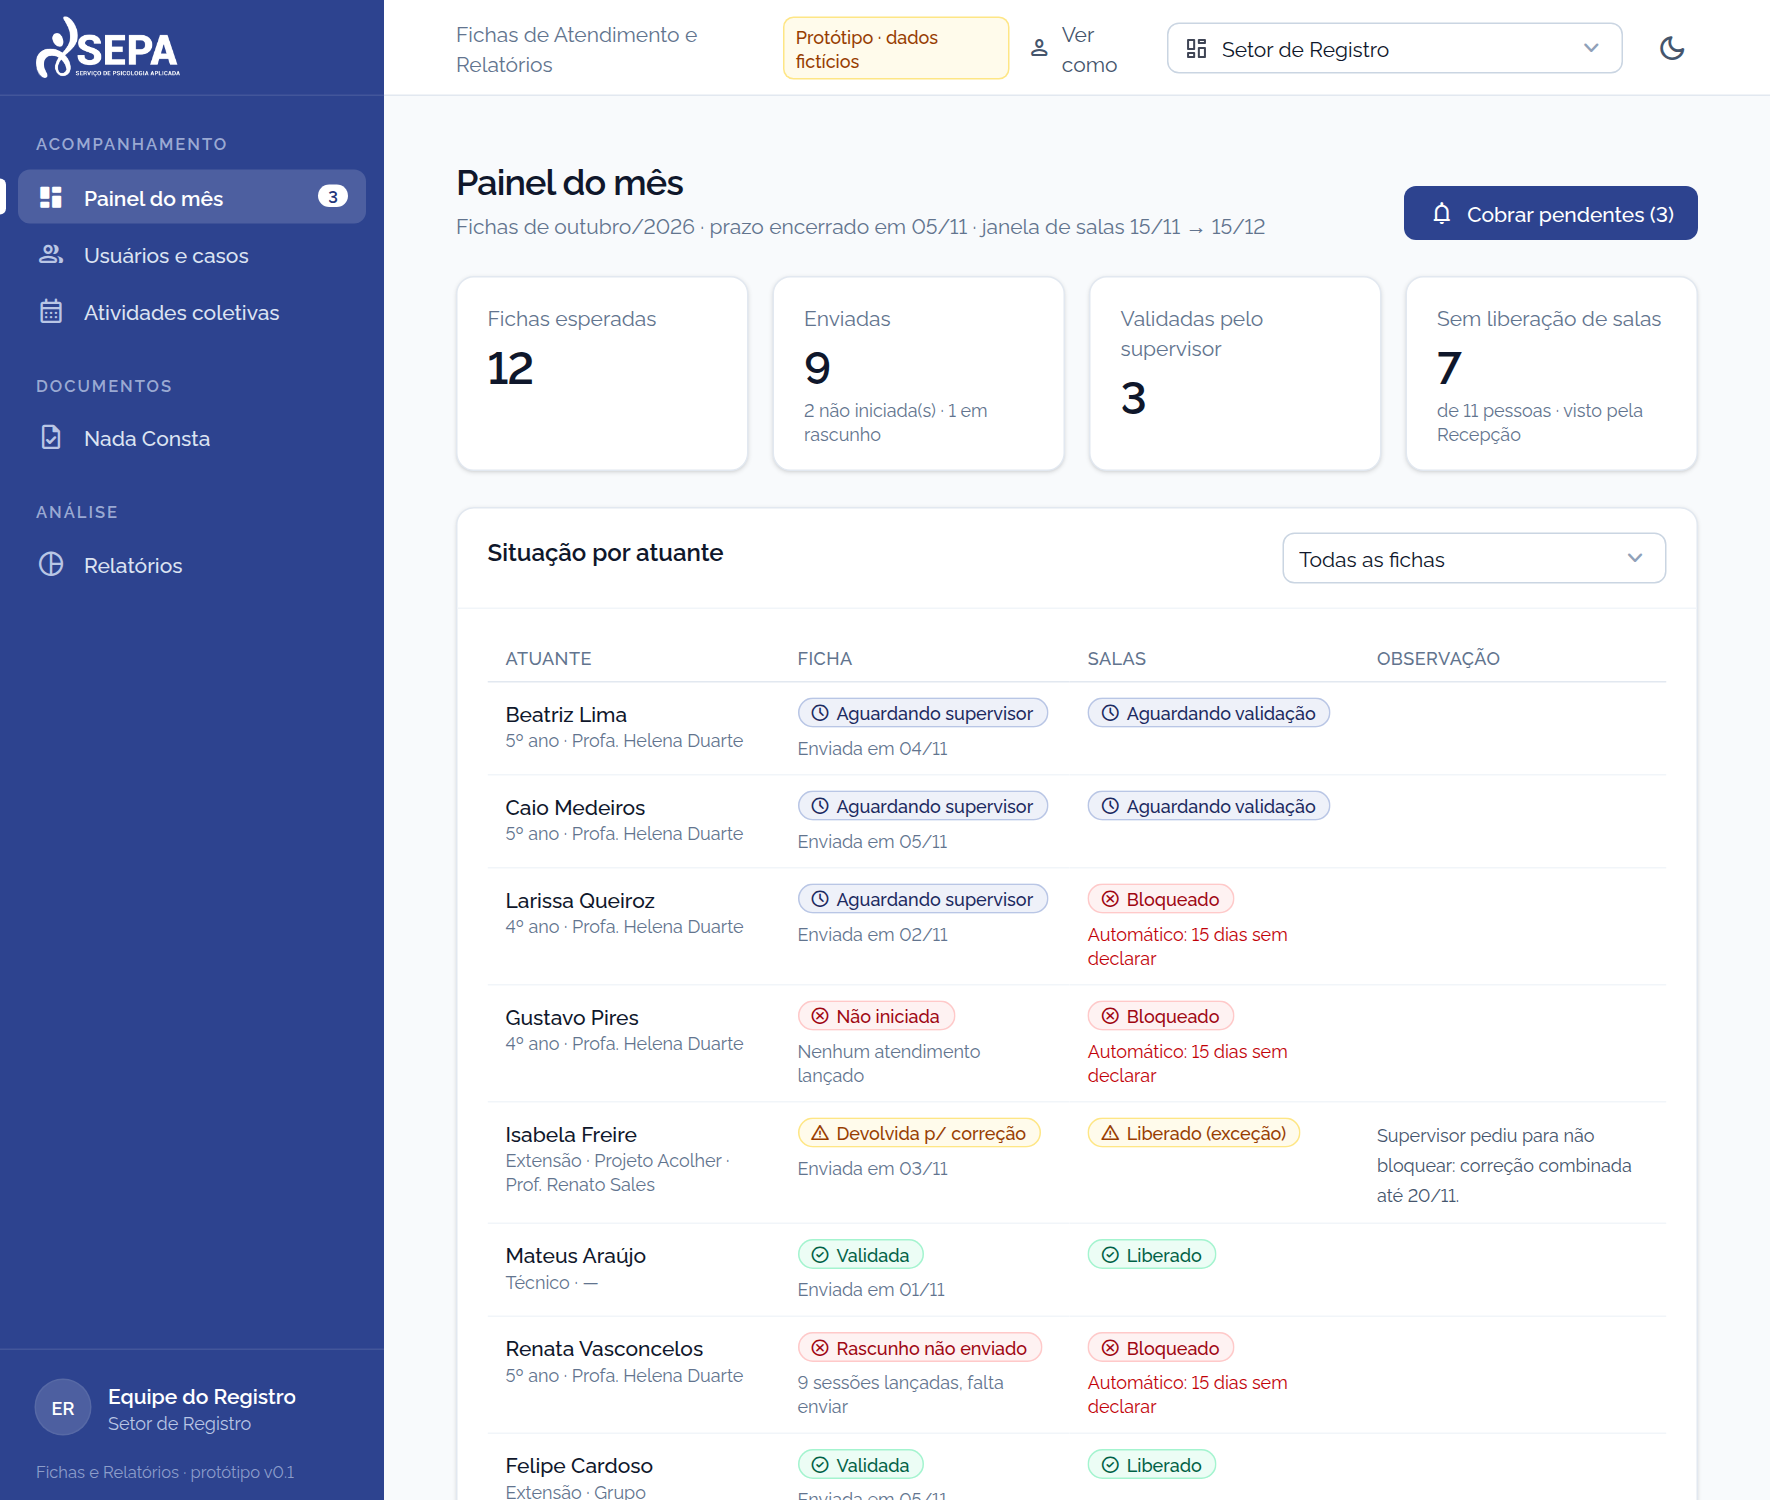 SEPA
SERVIÇO DE PSICOLOGIA APLICADA
ACOMPANHAMENTO
Painel do mês
3
Usuários e casos
Atividades coletivas
DOCUMENTOS
Nada Consta
ANÁLISE
Relatórios
ER
Equipe do Registro
Setor de Registro
Fichas e Relatórios · protótipo v0.1
Fichas de Atendimento e
Relatórios
Protótipo · dados
fictícios
Ver
como
Setor de Registro
Painel do mês
Fichas de outubro/2026 · prazo encerrado em 05/11 · janela de salas 15/11 → 15/12
Cobrar pendentes (3)
Fichas esperadas
12
Enviadas
9
2 não iniciada(s) · 1 em
rascunho
Validadas pelo
supervisor
3
Sem liberação de salas
7
de 11 pessoas · visto pela
Recepção
Situação por atuante
Todas as fichas
ATUANTE
FICHA
SALAS
OBSERVAÇÃO
Beatriz Lima
5º ano · Profa. Helena Duarte
Aguardando supervisor
Enviada em 04/11
Aguardando validação
Caio Medeiros
5º ano · Profa. Helena Duarte
Aguardando supervisor
Enviada em 05/11
Aguardando validação
Larissa Queiroz
4º ano · Profa. Helena Duarte
Aguardando supervisor
Enviada em 02/11
Bloqueado
Automático: 15 dias sem
declarar
Gustavo Pires
4º ano · Profa. Helena Duarte
Não iniciada
Nenhum atendimento
lançado
Bloqueado
Automático: 15 dias sem
declarar
Isabela Freire
Extensão · Projeto Acolher ·
Prof. Renato Sales
Devolvida p/ correção
Enviada em 03/11
Liberado (exceção)
Supervisor pediu para não
bloquear: correção combinada
até 20/11.
Mateus Araújo
Técnico · —
Validada
Enviada em 01/11
Liberado
Renata Vasconcelos
5º ano · Profa. Helena Duarte
Rascunho não enviado
9 sessões lançadas, falta
enviar
Bloqueado
Automático: 15 dias sem
declarar
Felipe Cardoso
Extensão · Grupo
Validada
Enviada em 05/11
Liberado